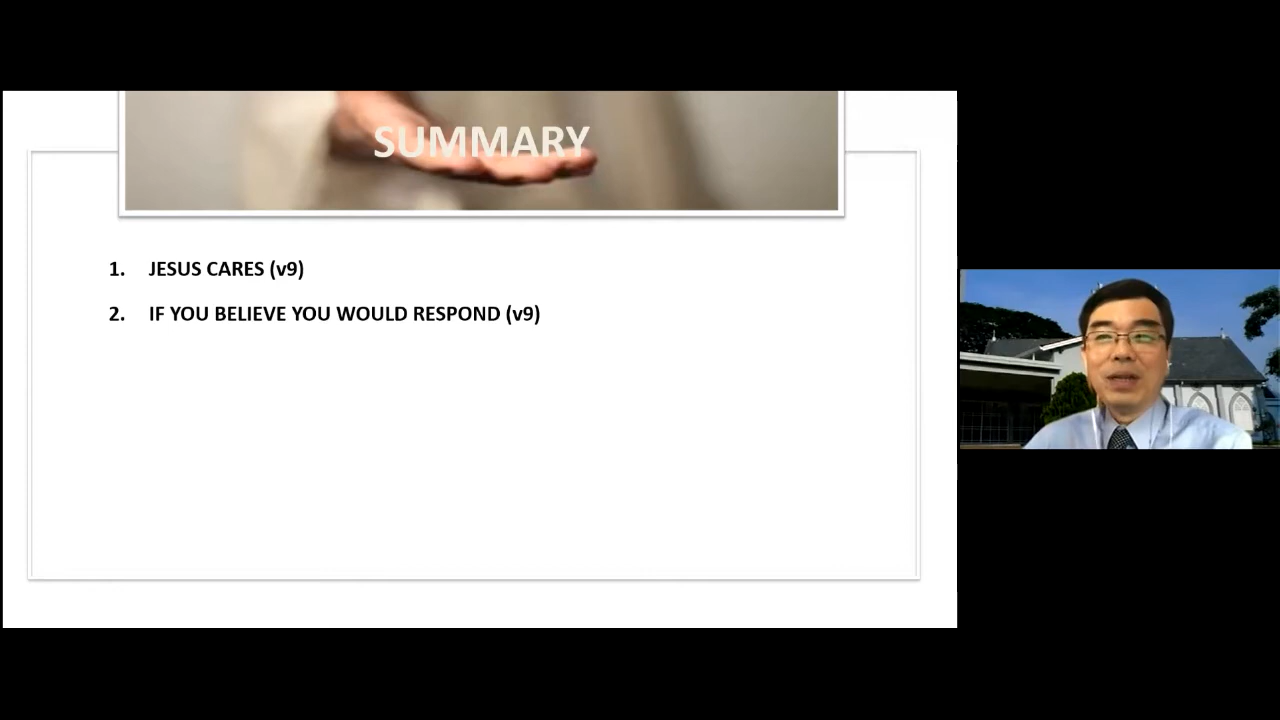 SUMMARY
1. JESUS CARES (v9)
2. IF YOU BELIEVE YOU WOULD RESPOND (v9)